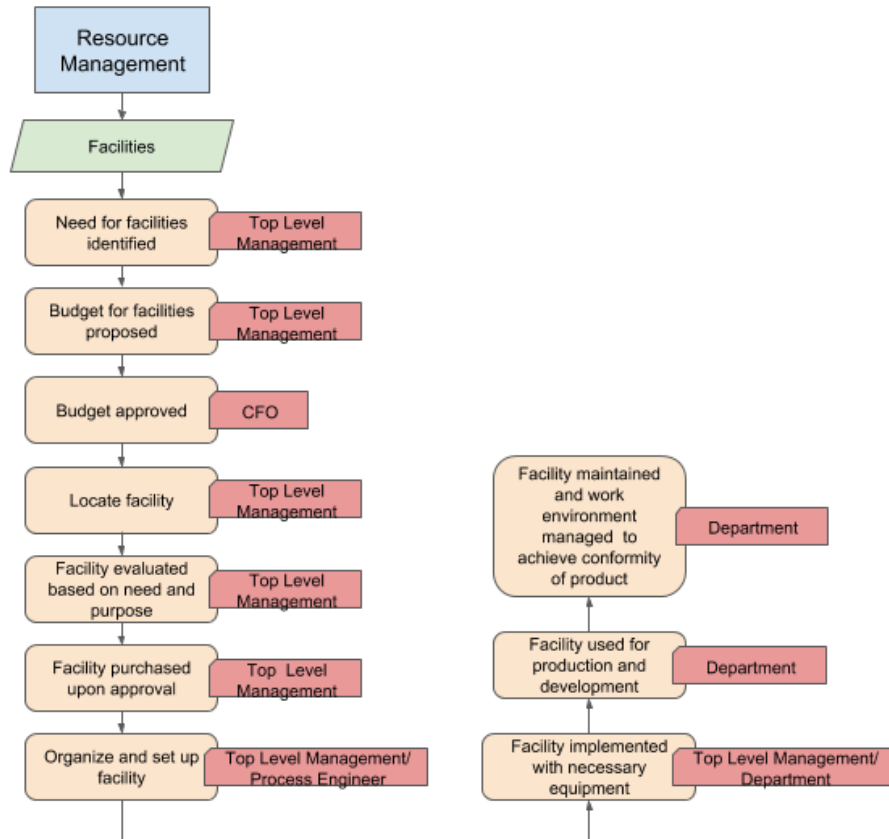 Resource
Management
Facilities
Need for facilities
identified
Top Level
Management
Budget for facilities
proposed
Top Level
Management
Budget approved
CFO
Locate facility
Top Level
Management
Facility evaluated
based on need and
purpose
Top Level
Management
Facility purchased
upon approval
Top Level
Management
Organize and set up
facility
Top Level Management/
Process Engineer
Facility implemented
with necessary
equipment
Top Level Management/
Department
Facility used for
production and
development
Department
Facility maintained
and work
environment
managed to
achieve conformity
of product
Department